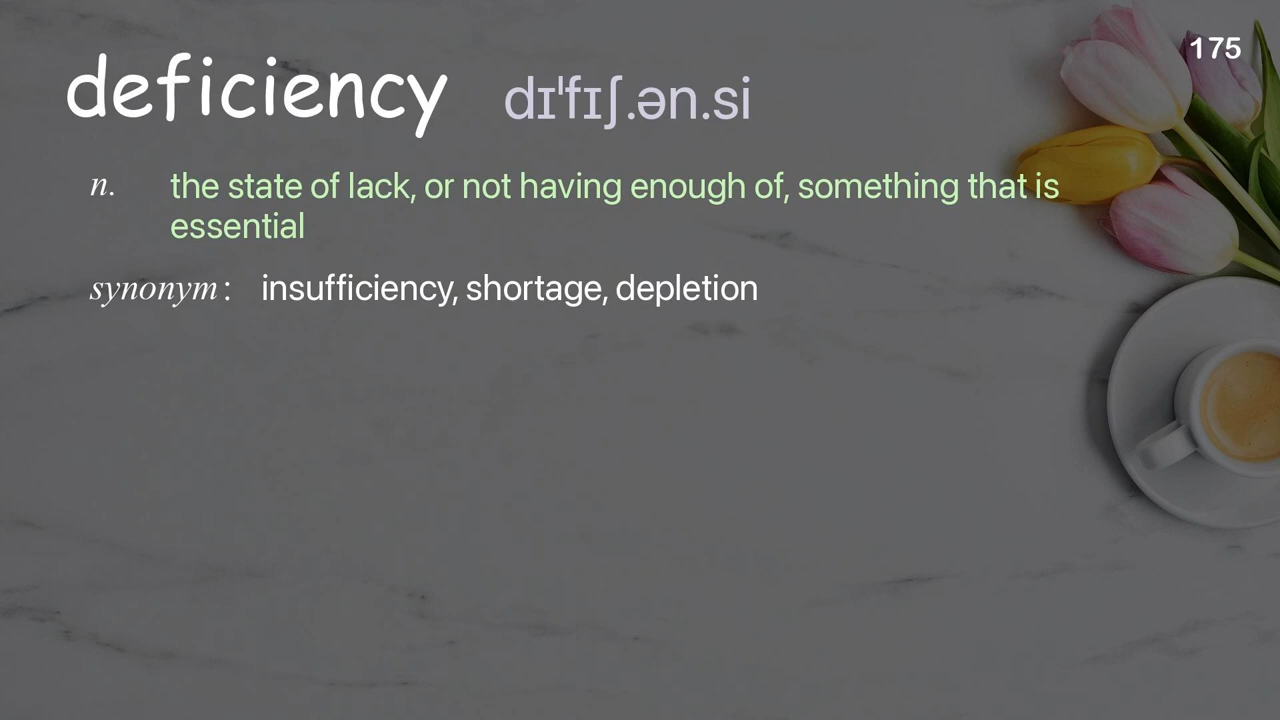 175
deficiency dɪˈfɪʃ.ən.si
n. the state of lack, or not having enough of, something that is
essential
synonym: insufficiency, shortage, depletion